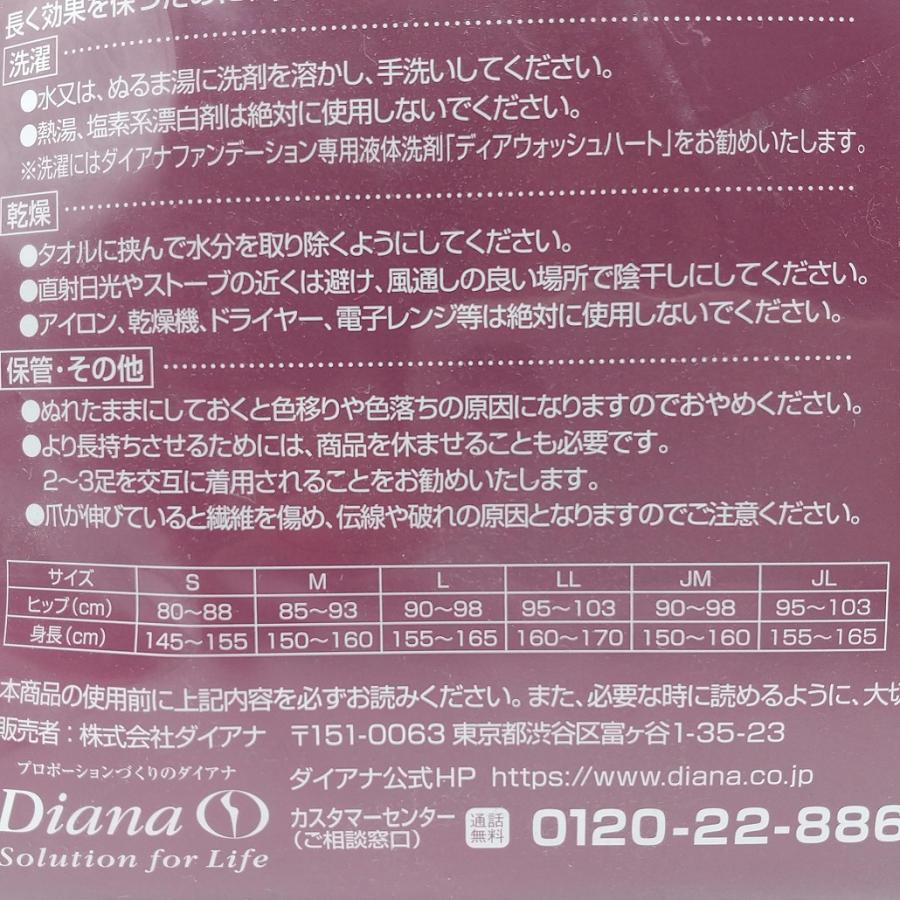 長く効果を保つために
洗濯
●水又は、ぬるま湯に洗剤を溶かし、手洗いしてください。
●熱湯、塩素系漂白剤は絶対に使用しないでください。
※洗濯にはダイアナファンデーション専用液体洗剤「ディアウォッシュハート」をお勧めいたします。
乾燥
●タオルに挟んで水分を取り除くようにしてください。
●直射日光やストーブの近くは避け、風通しの良い場所で陰干しにしてください。
●アイロン、乾燥機、ドライヤー、電子レンジ等は絶対に使用しないでください。
保管・その他
●ぬれたままにしておくと色移りや色落ちの原因になりますのでおやめください。
●より長持ちさせるためには、商品を休ませることも必要です。
2〜3足を交互に着用されることをお勧めいたします。
●爪が伸びていると繊維を傷め、伝線や破れの原因となりますのでご注意ください。
サイズ S M L LL JM JL
ヒップ(cm) 80〜88 85〜93 90〜98 95〜103 90〜98 95〜103
身長(cm) 145〜155 150〜160 155〜165 160〜170 150〜160 155〜165
本商品の使用前に上記内容を必ずお読みください。また、必要な時に読めるように、大切
販売者：株式会社ダイアナ 〒151-0063 東京都渋谷区富ヶ谷1-35-23
プロポーションづくりのダイアナ
Diana
Solution for Life
ダイアナ公式HP https://www.diana.co.jp
カスタマーセンター
(ご相談窓口)
通話
無料
0120-22-886